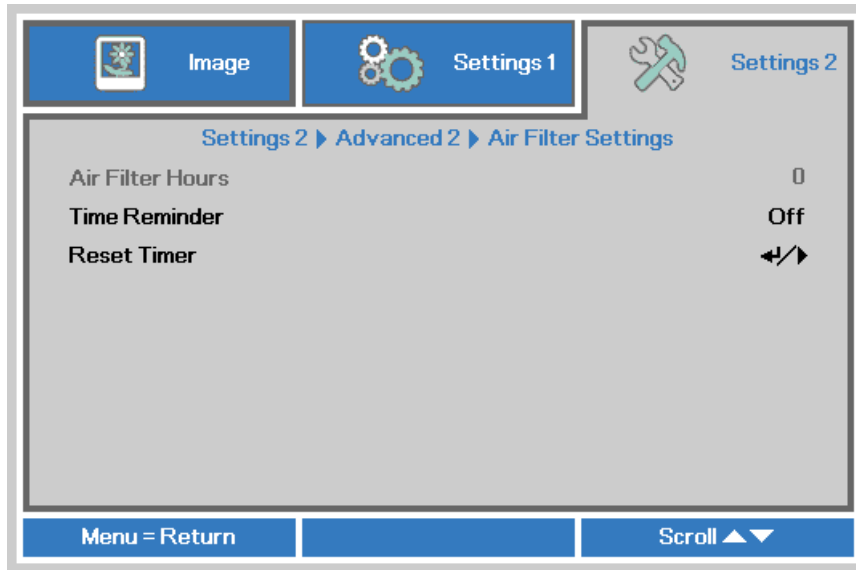 Image Settings 1 Settings 2
Settings 2 ▶ Advanced 2 ▶ Air Filter Settings
Air Filter Hours 0
Time Reminder Off
Reset Timer ↵/▶
Menu = Return Scroll ▲▼